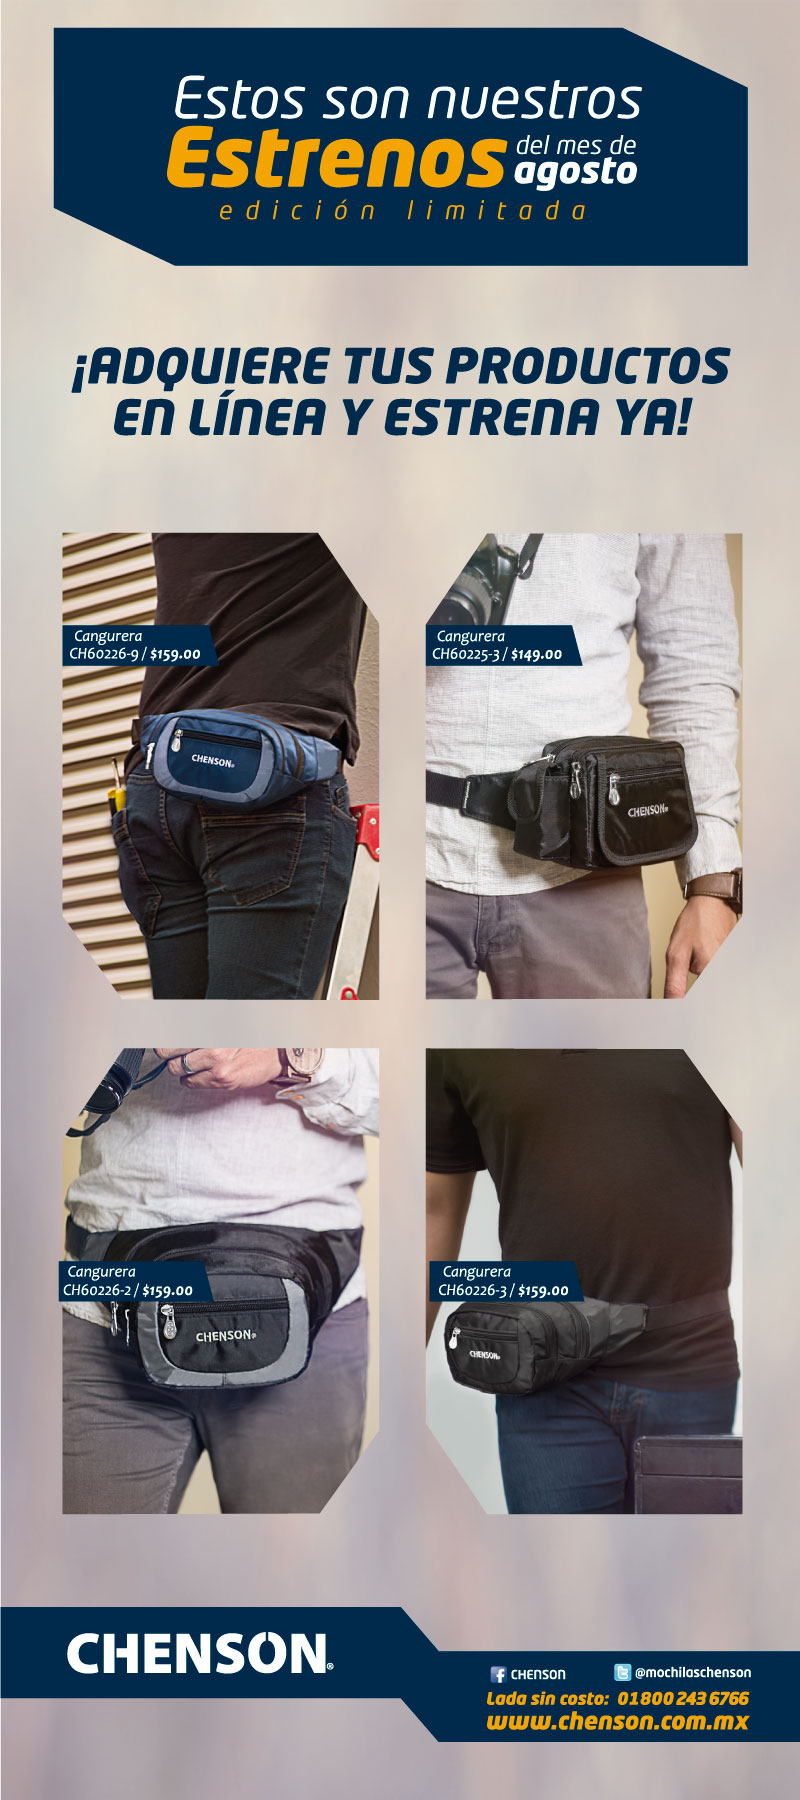 Estos son nuestros
Estrenos del mes de agosto
edición limitada
¡ADQUIERE TUS PRODUCTOS
EN LÍNEA Y ESTRENA YA!
Cangurera
CH60226-9 / $159.00
CHENSON®
Cangurera
CH60225-3 / $149.00
CHENSON®
Cangurera
CH60226-2 / $159.00
CHENSON®
Cangurera
CH60226-3 / $159.00
CHENSON®
CHENSON®
CHENSON
@mochilaschenson
Lada sin costo: 01 800 243 6766
www.chenson.com.mx